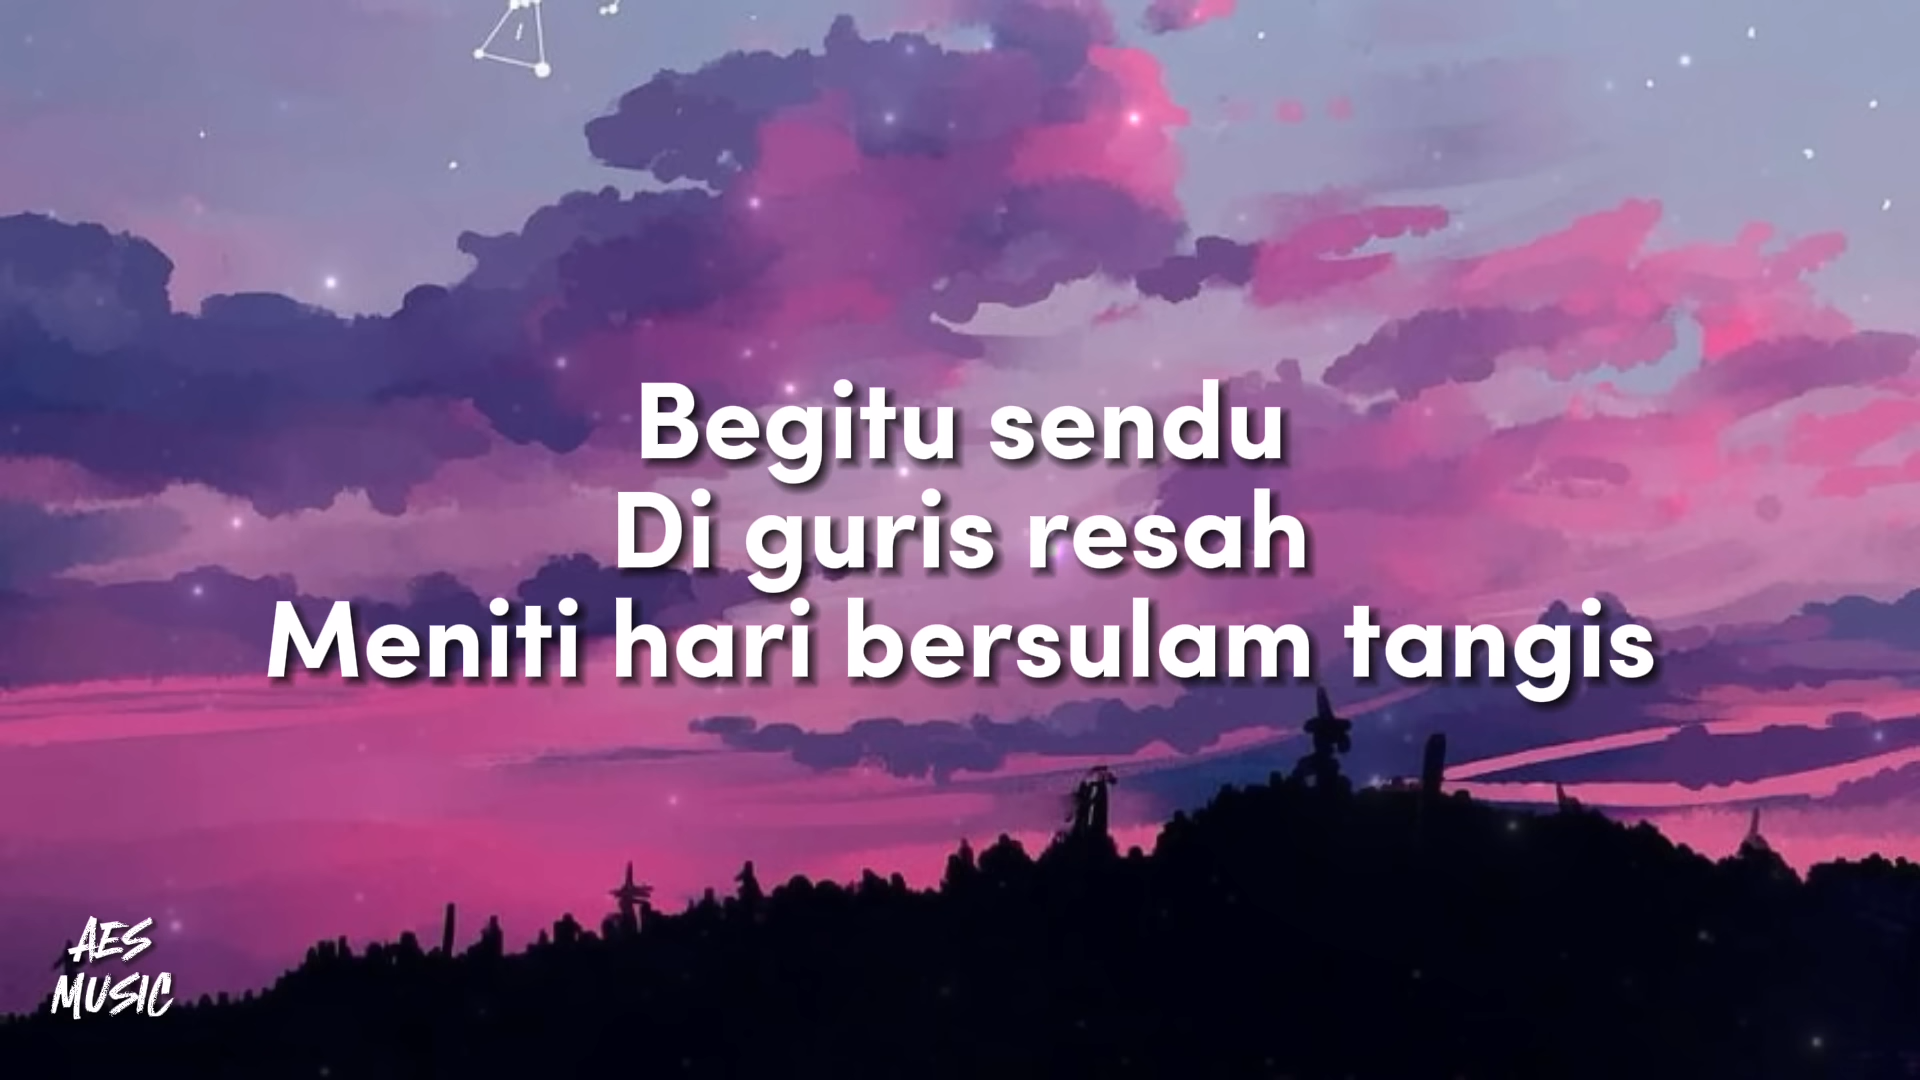 Begitu sendu
Di guris resah
Meniti hari bersulam tangis
AES
MUSIC